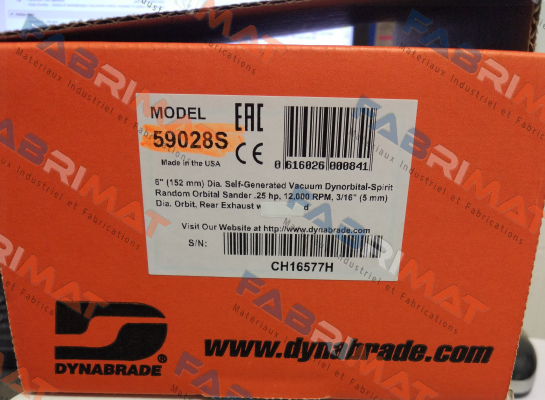 MODEL
59028S
Made in the USA
EAC
CE
0 616026 000841
6" (152 mm) Dia. Self-Generated Vacuum Dynorbital-Spirit
Random Orbital Sander .25 hp, 12,000 RPM, 3/16" (5 mm)
Dia. Orbit, Rear Exhaust w d
Visit Our Website at http://www.dynabrade.com
S/N:
CH16577H
DYNABRADE®
www.dynabrade.com
FABRIMAT
Materiaux Industriel et Fabrications